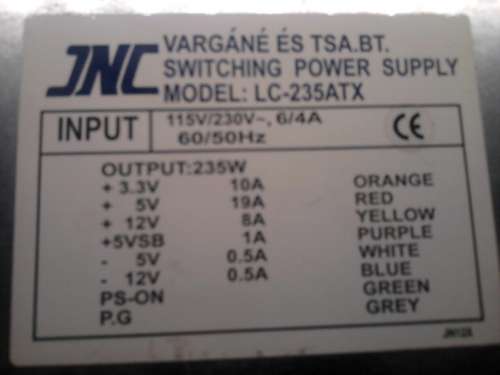 JNC
VARGÁNÉ ÉS TSA.BT.
SWITCHING POWER SUPPLY
MODEL: LC-235ATX
INPUT
115V/230V~, 6/4A
60/50Hz
CE
OUTPUT:235W
+ 3.3V 10A ORANGE
+ 5V 19A RED
+ 12V 8A YELLOW
+5VSB 1A PURPLE
- 5V 0.5A WHITE
- 12V 0.5A BLUE
PS-ON GREEN
P.G GREY